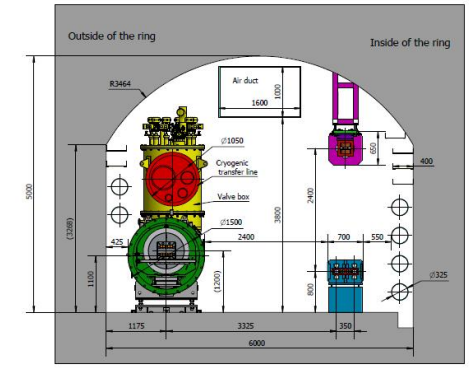 Outside of the ring
Inside of the ring
R3464
Air duct
1000
1600
Ø1050
Cryogenic
transfer line
Valve box
Ø1500
650
400
5000
(3268)
3800
2400
425
2400
700
550
1100
(1200)
800
Ø325
1175
3325
350
6000